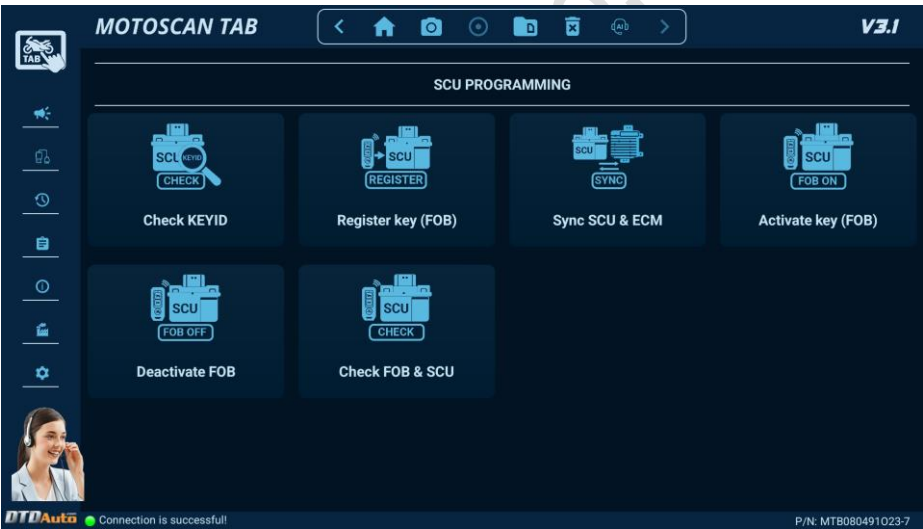 MOTOSCAN TAB
V3.1
TAB
AI
SCU PROGRAMMING
SCU KEYID
CHECK
Check KEYID
SCU
REGISTER
Register key (FOB)
SCU
SYNC
Sync SCU & ECM
SCU
FOB ON
Activate key (FOB)
SCU
FOB OFF
Deactivate FOB
SCU
CHECK
Check FOB & SCU
DTDAuto
Connection is successful!
P/N: MTB080491O23-7